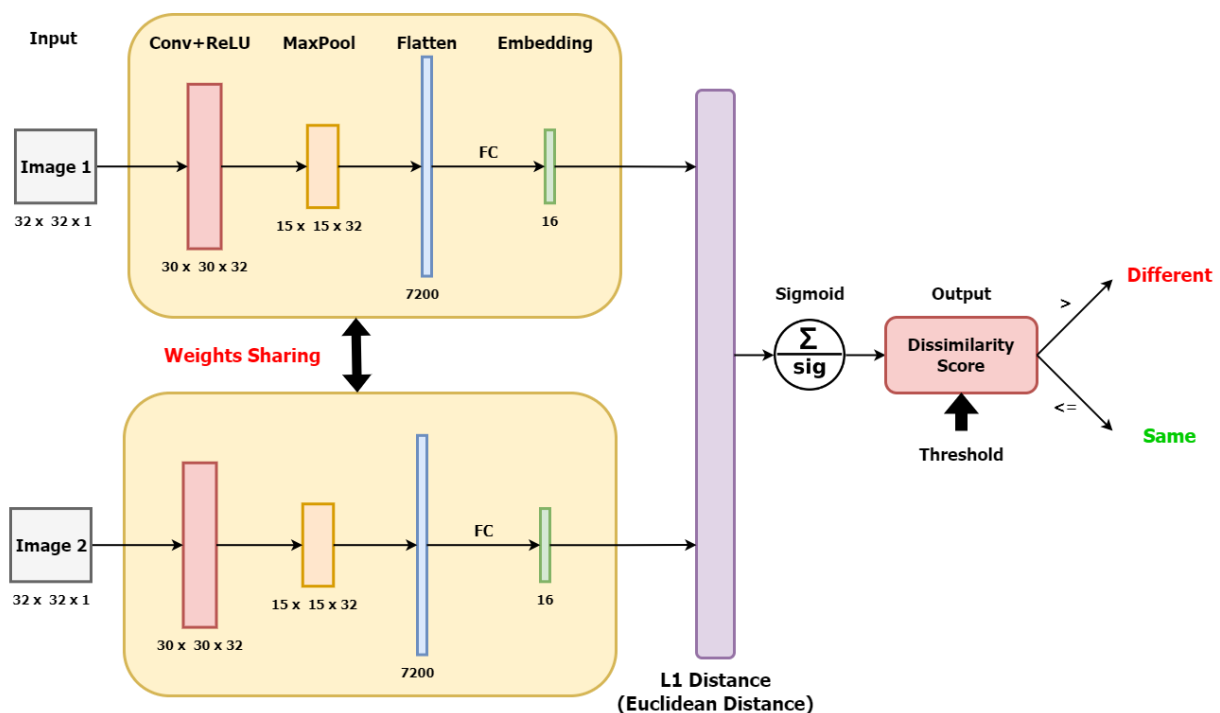 Input
Conv+ReLU
MaxPool
Flatten
Embedding
Image 1
32 x 32 x 1
30 x 30 x 32
15 x 15 x 32
7200
FC
16
Weights Sharing
Image 2
32 x 32 x 1
30 x 30 x 32
15 x 15 x 32
7200
FC
16
L1 Distance
(Euclidean Distance)
Sigmoid
Σ
sig
Output
Dissimilarity
Score
Threshold
>
Different
<=
Same